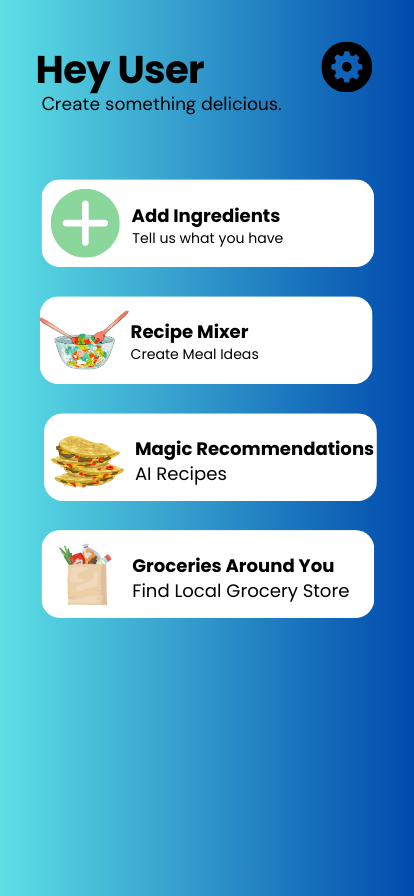 Hey User
Create something delicious.
Add Ingredients
Tell us what you have
Recipe Mixer
Create Meal Ideas
Magic Recommendations
AI Recipes
Groceries Around You
Find Local Grocery Store